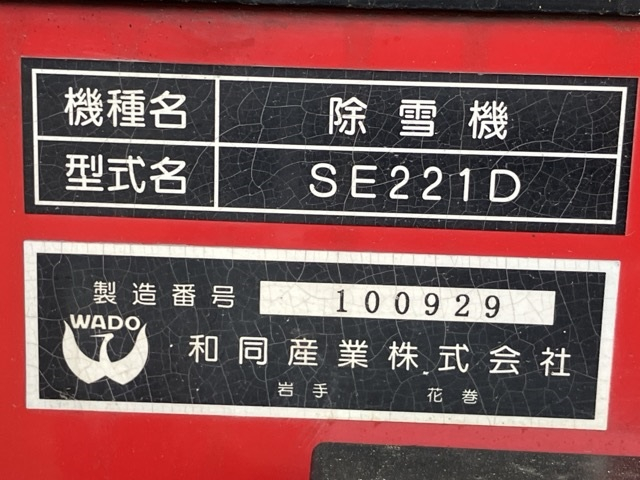 機種名 除雪機
型式名 SE221D
製造番号 100929
WADO 和同産業株式会社
岩手 花巻